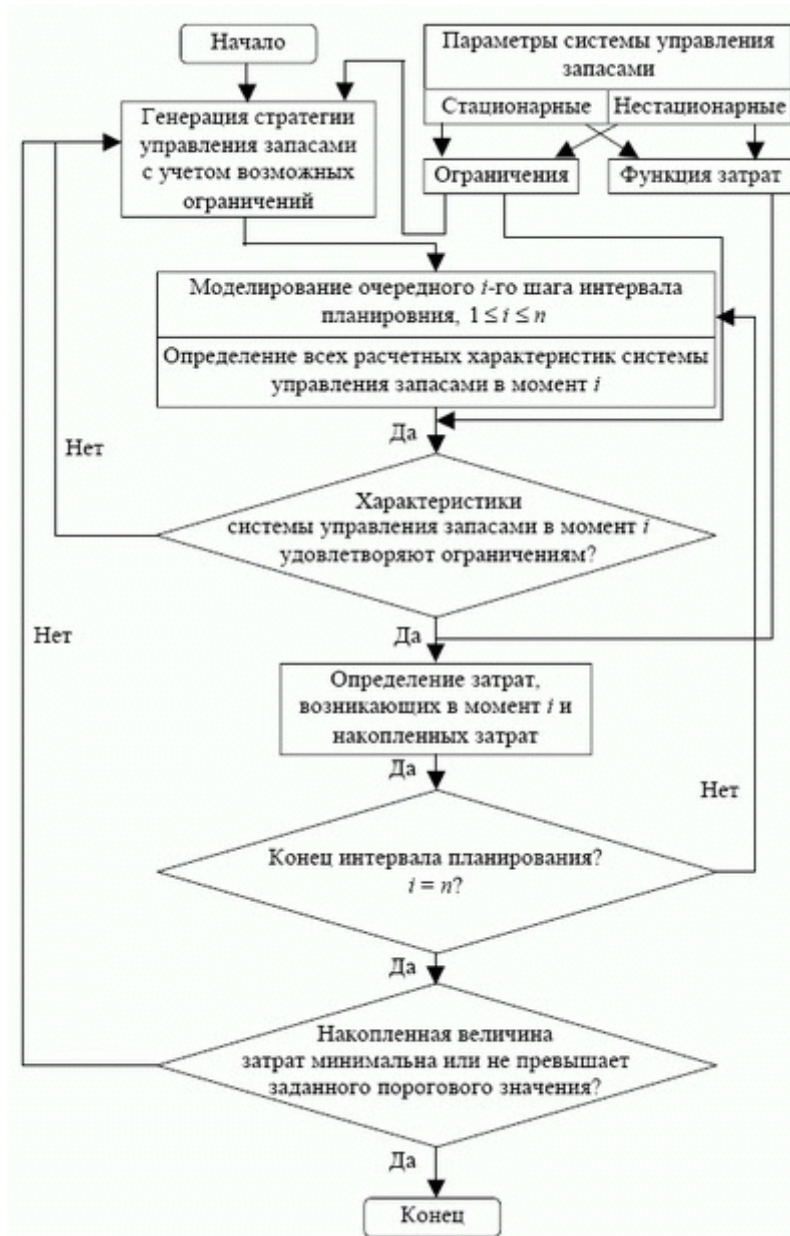 Начало
Параметры системы управления
запасами
Стационарные
Нестационарные
Генерация стратегии
управления запасами
с учетом возможных
ограничений
Ограничения
Функция затрат
Моделирование очередного i-го шага интервала
планировния, 1 ≤ i ≤ n
Определение всех расчетных характеристик системы
управления запасами в момент i
Да
Нет
Характеристики
системы управления запасами в момент i
удовлетворяют ограничениям?
Нет
Да
Определение затрат,
возникающих в момент i и
накопленных затрат
Да
Нет
Конец интервала планирования?
i = n?
Да
Накопленная величина
затрат минимальна или не превышает
заданного порогового значения?
Да
Конец